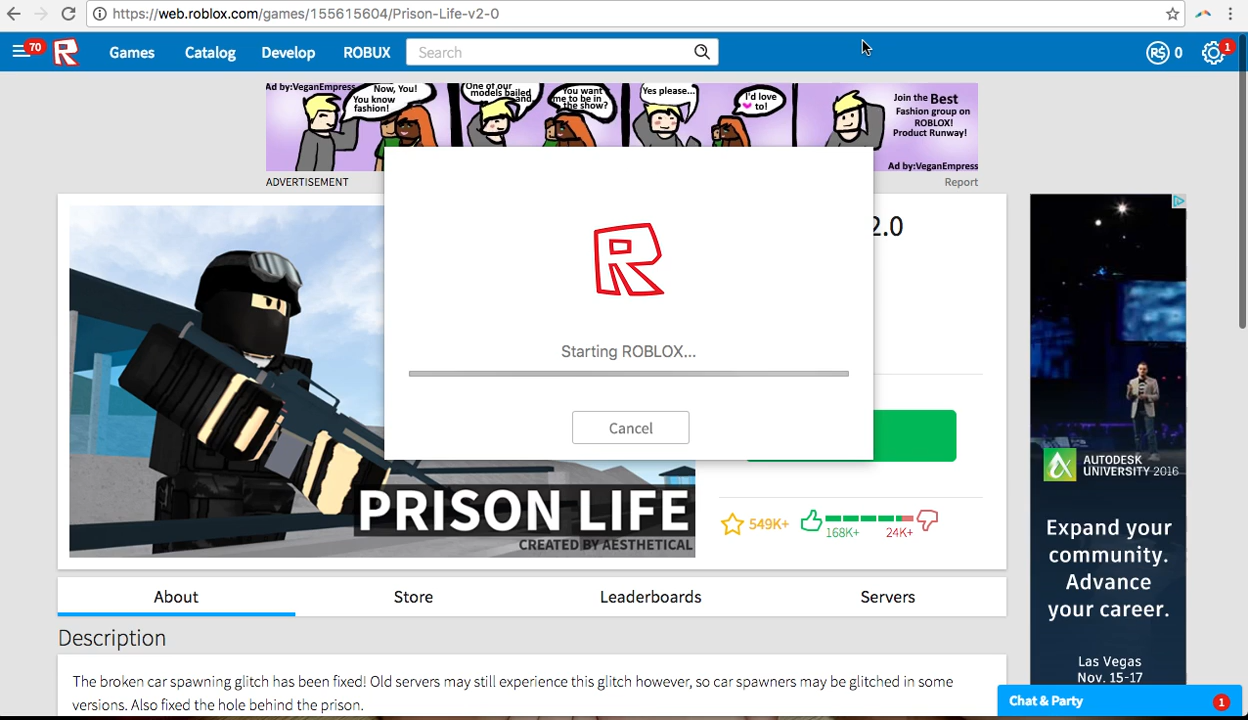 https://web.roblox.com/games/155615604/Prison-Life-v2-0
70
Games
Catalog
Develop
ROBUX
Search
R$ 0
1
Ad by:VeganEmpress
Now, You!
You know
fashion!
One of our
models bailed
and
You want
me to be in
the show?
Yes please...
I'd love
to!
Join the Best
Fashion group on
ROBLOX!
Product Runway!
Ad by:VeganEmpress
ADVERTISEMENT
Report
2.0
R
Starting ROBLOX...
Cancel
PRISON LIFE
CREATED BY AESTHETICAL
549K+
168K+
24K+
About
Store
Leaderboards
Servers
Description
The broken car spawning glitch has been fixed! Old servers may still experience this glitch however, so car spawners may be glitched in some
versions. Also fixed the hole behind the prison.
AUTODESK
UNIVERSITY 2016
Expand your
community.
Advance
your career.
Las Vegas
Nov. 15-17
Chat & Party
1